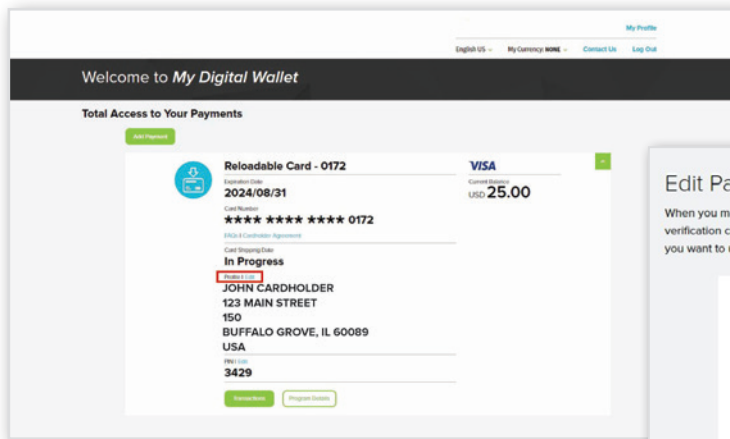 My Profile
English US
My Currency: NONE
Contact Us
Log Out
Welcome to My Digital Wallet
Total Access to Your Payments
Add Payment
Reloadable Card - 0172
Expiration Date
2024/08/31
Card Number
★★★★ ★★★★ ★★★★ 0172
FAQs | Cardholder Agreement
Card Shipping Date
In Progress
Profile | Edit
JOHN CARDHOLDER
123 MAIN STREET
150
BUFFALO GROVE, IL 60089
USA
PIN | Edit
3429
Transactions
Program Details
VISA
Current Balance
USD 25.00
Edit Pa
When you m
verification c
you want to